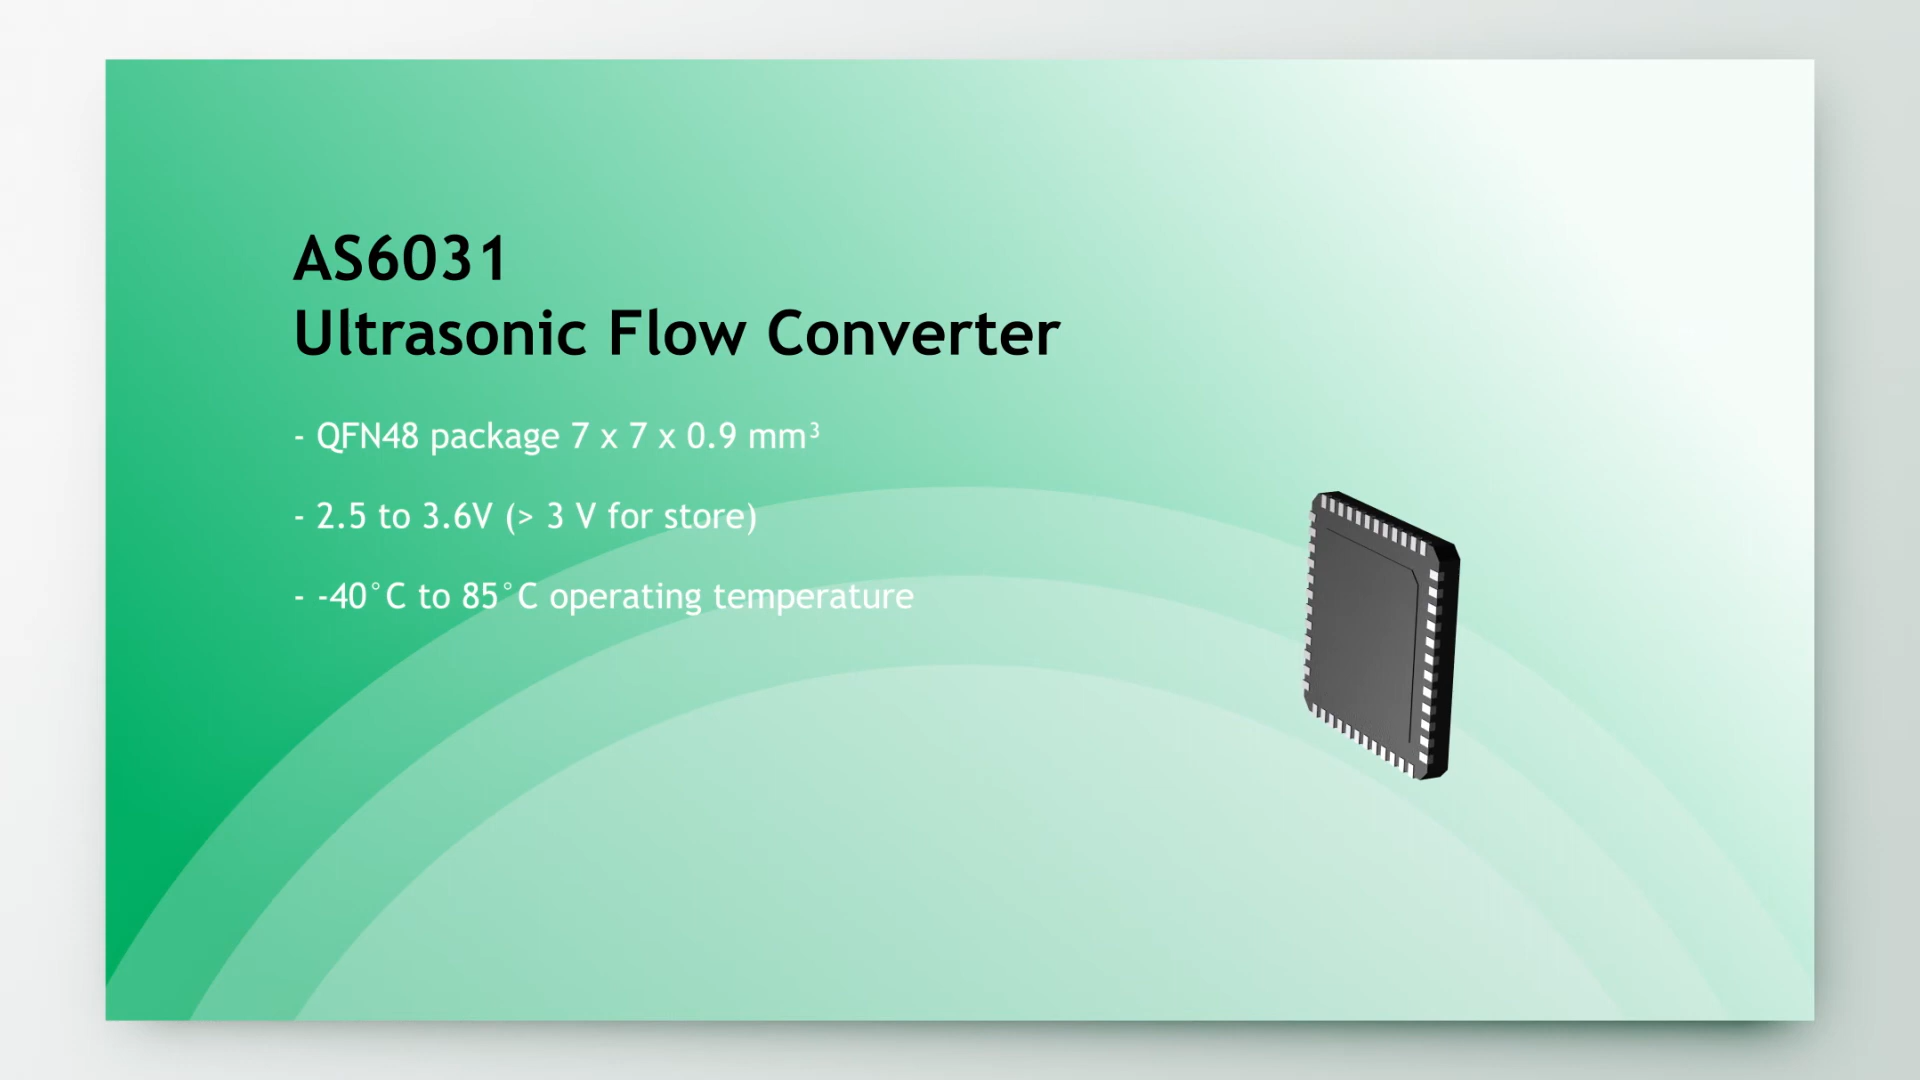 AS6031
Ultrasonic Flow Converter
- QFN48 package 7 x 7 x 0.9 mm³
- 2.5 to 3.6V (> 3 V for store)
- -40°C to 85°C operating temperature